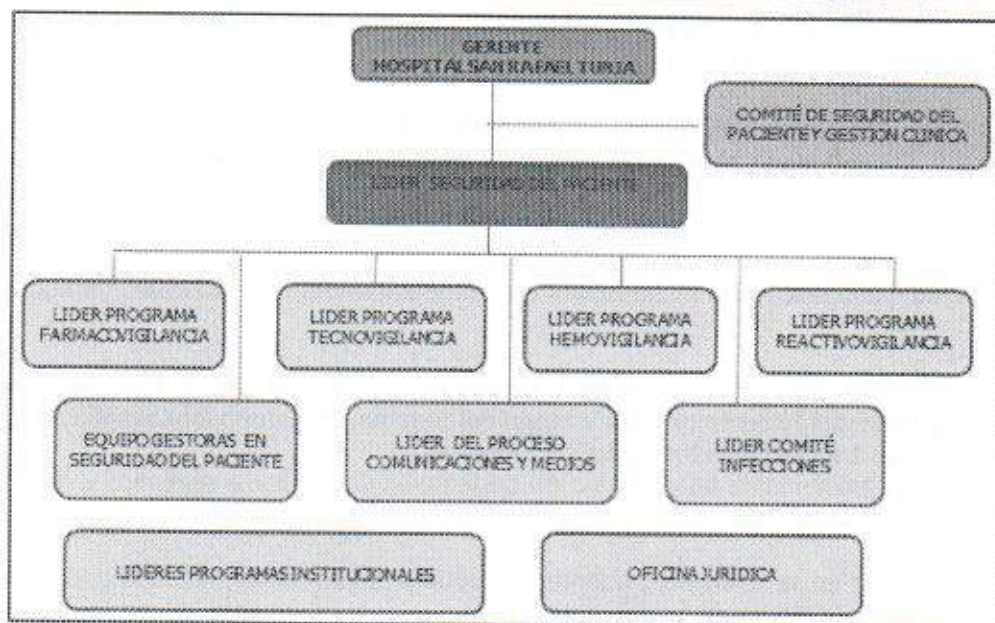 GERENTE
HOSPITAL SAN RAFAEL TUNJA
COMITÉ DE SEGURIDAD DEL
PACIENTE Y GESTION CLINICA
LIDER SEGURIDAD DEL PACIENTE
LIDER PROGRAMA
FARMACOVIGILANCIA
LIDER PROGRAMA
TECNOVIGILANCIA
LIDER PROGRAMA
HEMOVIGILANCIA
LIDER PROGRAMA
REACTIVOVIGILANCIA
EQUIPO GESTORAS EN
SEGURIDAD DEL PACIENTE
LIDER DEL PROCESO
COMUNICACIONES Y MEDIOS
LIDER COMITÉ
INFECCIONES
LIDERES PROGRAMAS INSTITUCIONALES
OFICINA JURIDICA